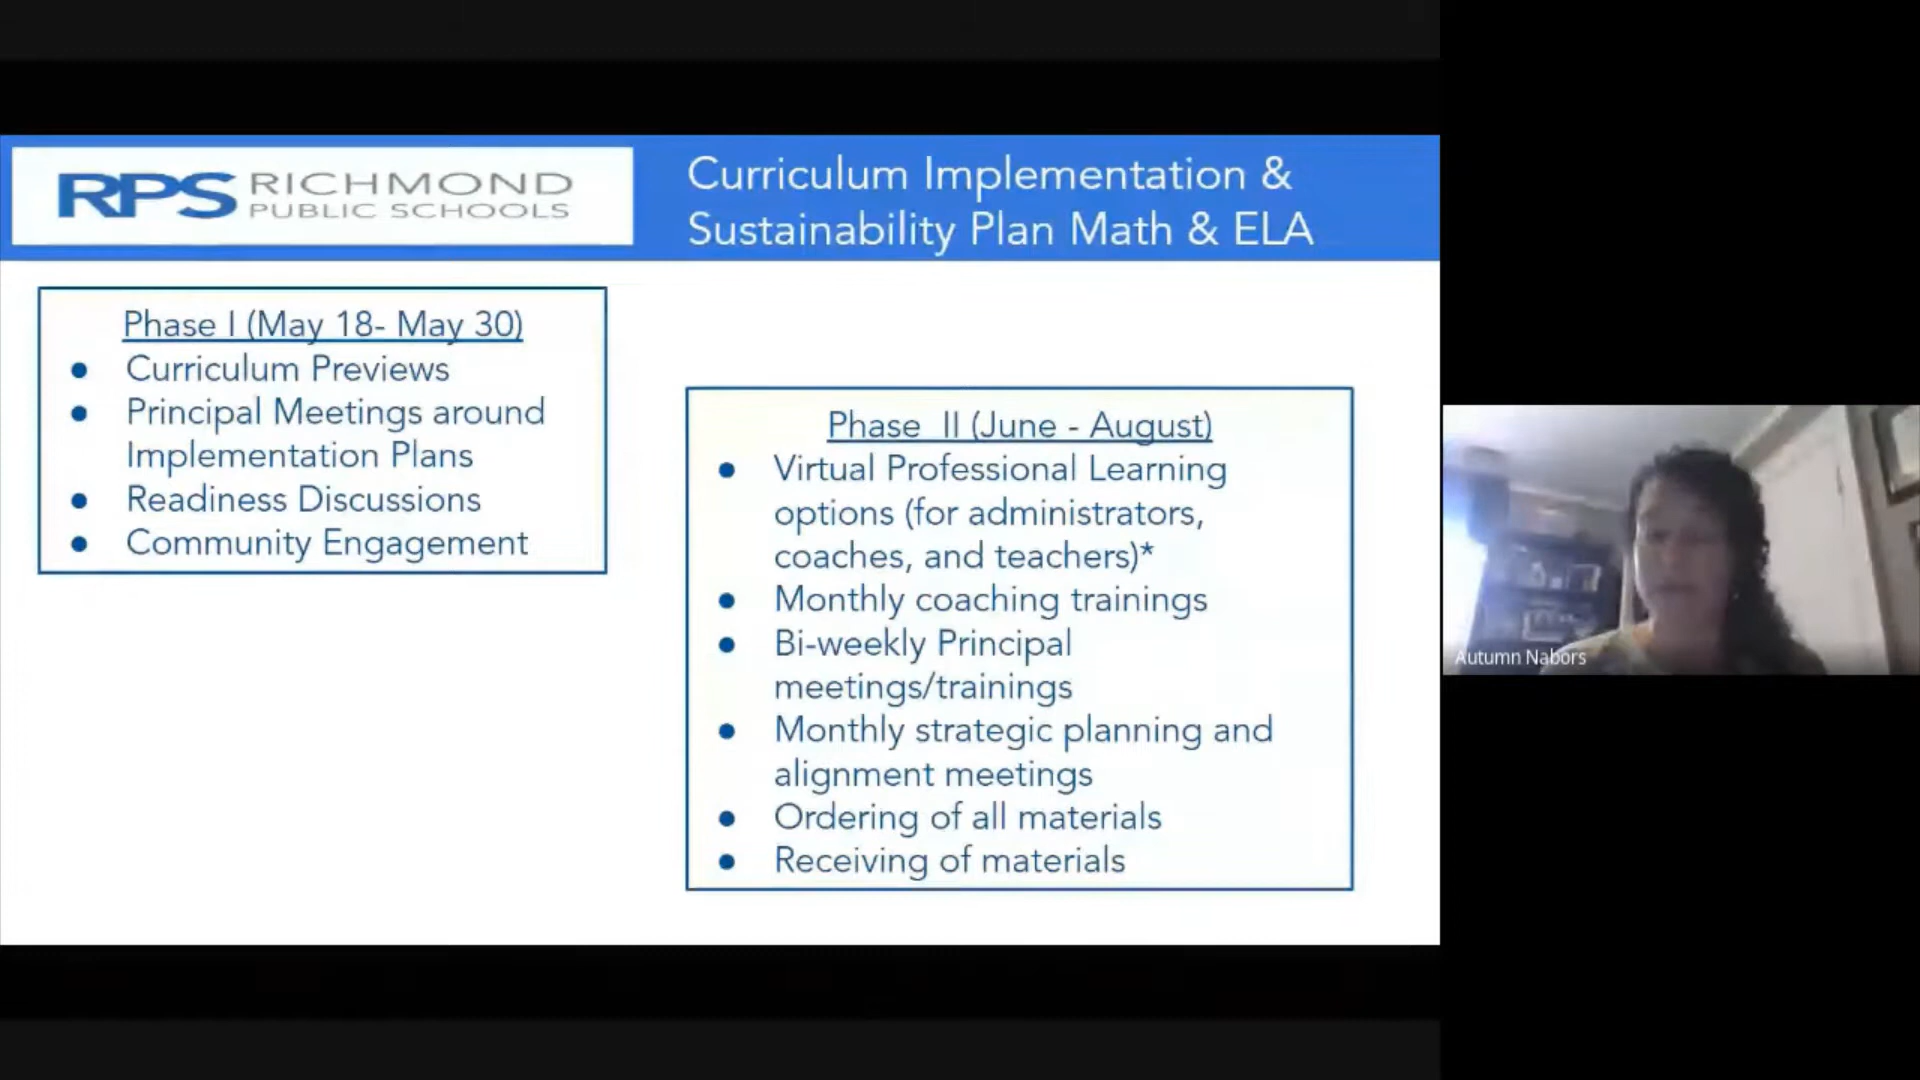 RPS RICHMOND
PUBLIC SCHOOLS
Curriculum Implementation &
Sustainability Plan Math & ELA
Phase I (May 18- May 30)
● Curriculum Previews
● Principal Meetings around
Implementation Plans
● Readiness Discussions
● Community Engagement
Phase II (June - August)
● Virtual Professional Learning
options (for administrators,
coaches, and teachers)*
● Monthly coaching trainings
● Bi-weekly Principal
meetings/trainings
● Monthly strategic planning and
alignment meetings
● Ordering of all materials
● Receiving of materials
Autumn Nabors